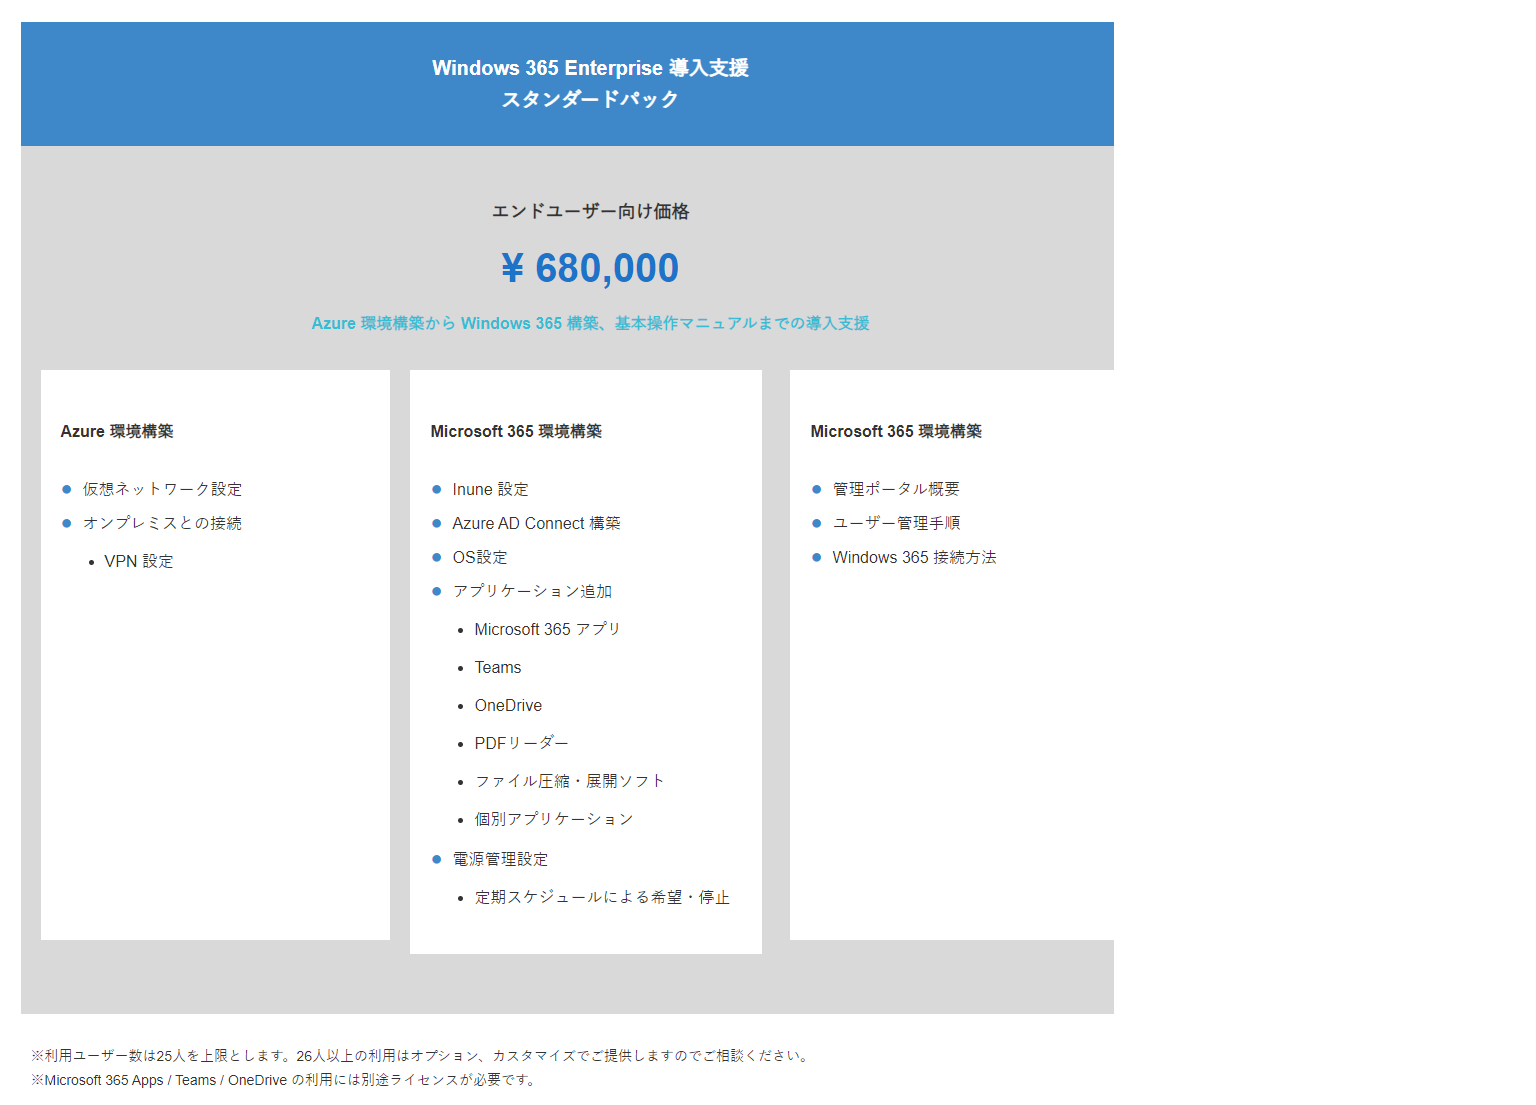 Windows 365 Enterprise 導入支援
スタンダードパック
エンドユーザー向け価格
¥ 680,000
Azure 環境構築から Windows 365 構築、基本操作マニュアルまでの導入支援
Azure 環境構築
仮想ネットワーク設定
オンプレミスとの接続
VPN 設定
Microsoft 365 環境構築
Inune 設定
Azure AD Connect 構築
OS設定
アプリケーション追加
Microsoft 365 アプリ
Teams
OneDrive
PDFリーダー
ファイル圧縮・展開ソフト
個別アプリケーション
電源管理設定
定期スケジュールによる希望・停止
Microsoft 365 環境構築
管理ポータル概要
ユーザー管理手順
Windows 365 接続方法
※利用ユーザー数は25人を上限とします。26人以上の利用はオプション、カスタマイズでご提供しますのでご相談ください。
※Microsoft 365 Apps / Teams / OneDrive の利用には別途ライセンスが必要です。